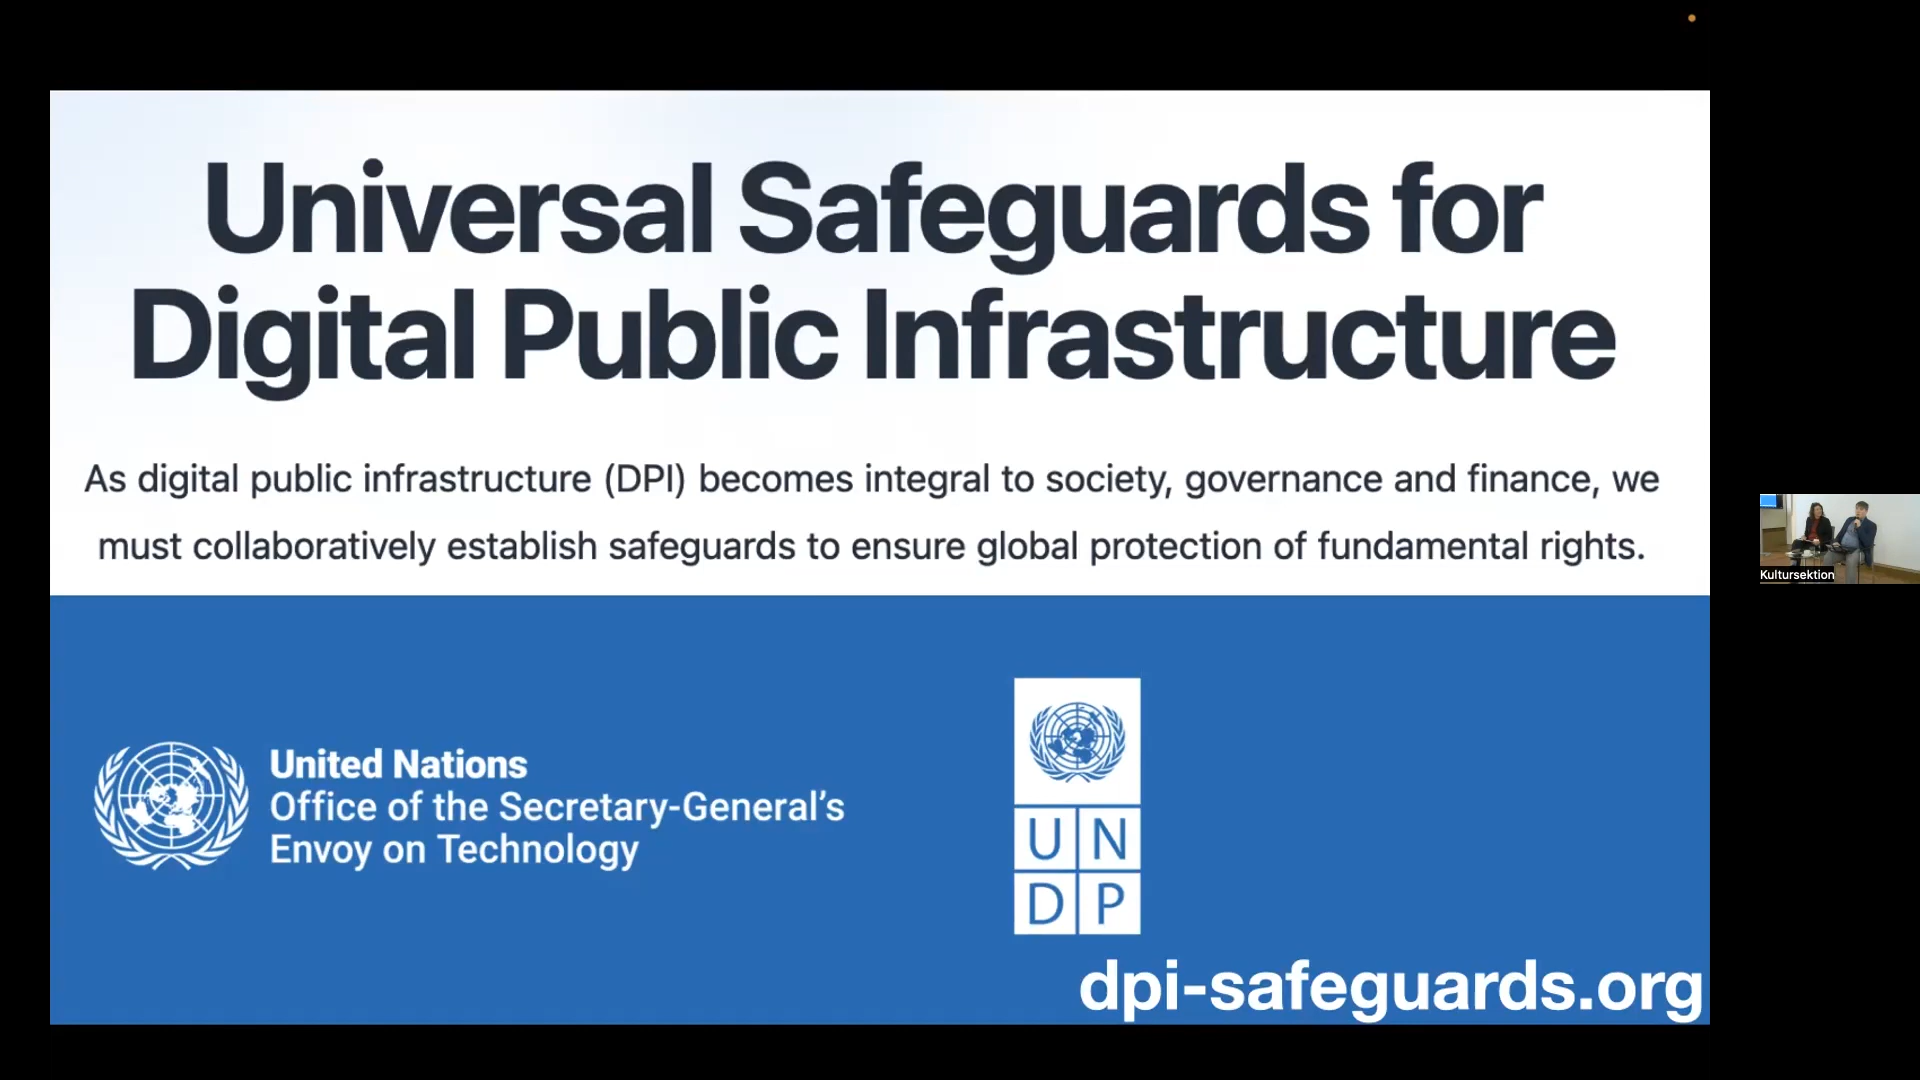 Universal Safeguards for
Digital Public Infrastructure
As digital public infrastructure (DPI) becomes integral to society, governance and finance, we
must collaboratively establish safeguards to ensure global protection of fundamental rights.
United Nations
Office of the Secretary-General’s
Envoy on Technology
U N
D P
dpi-safeguards.org
Kultursektion